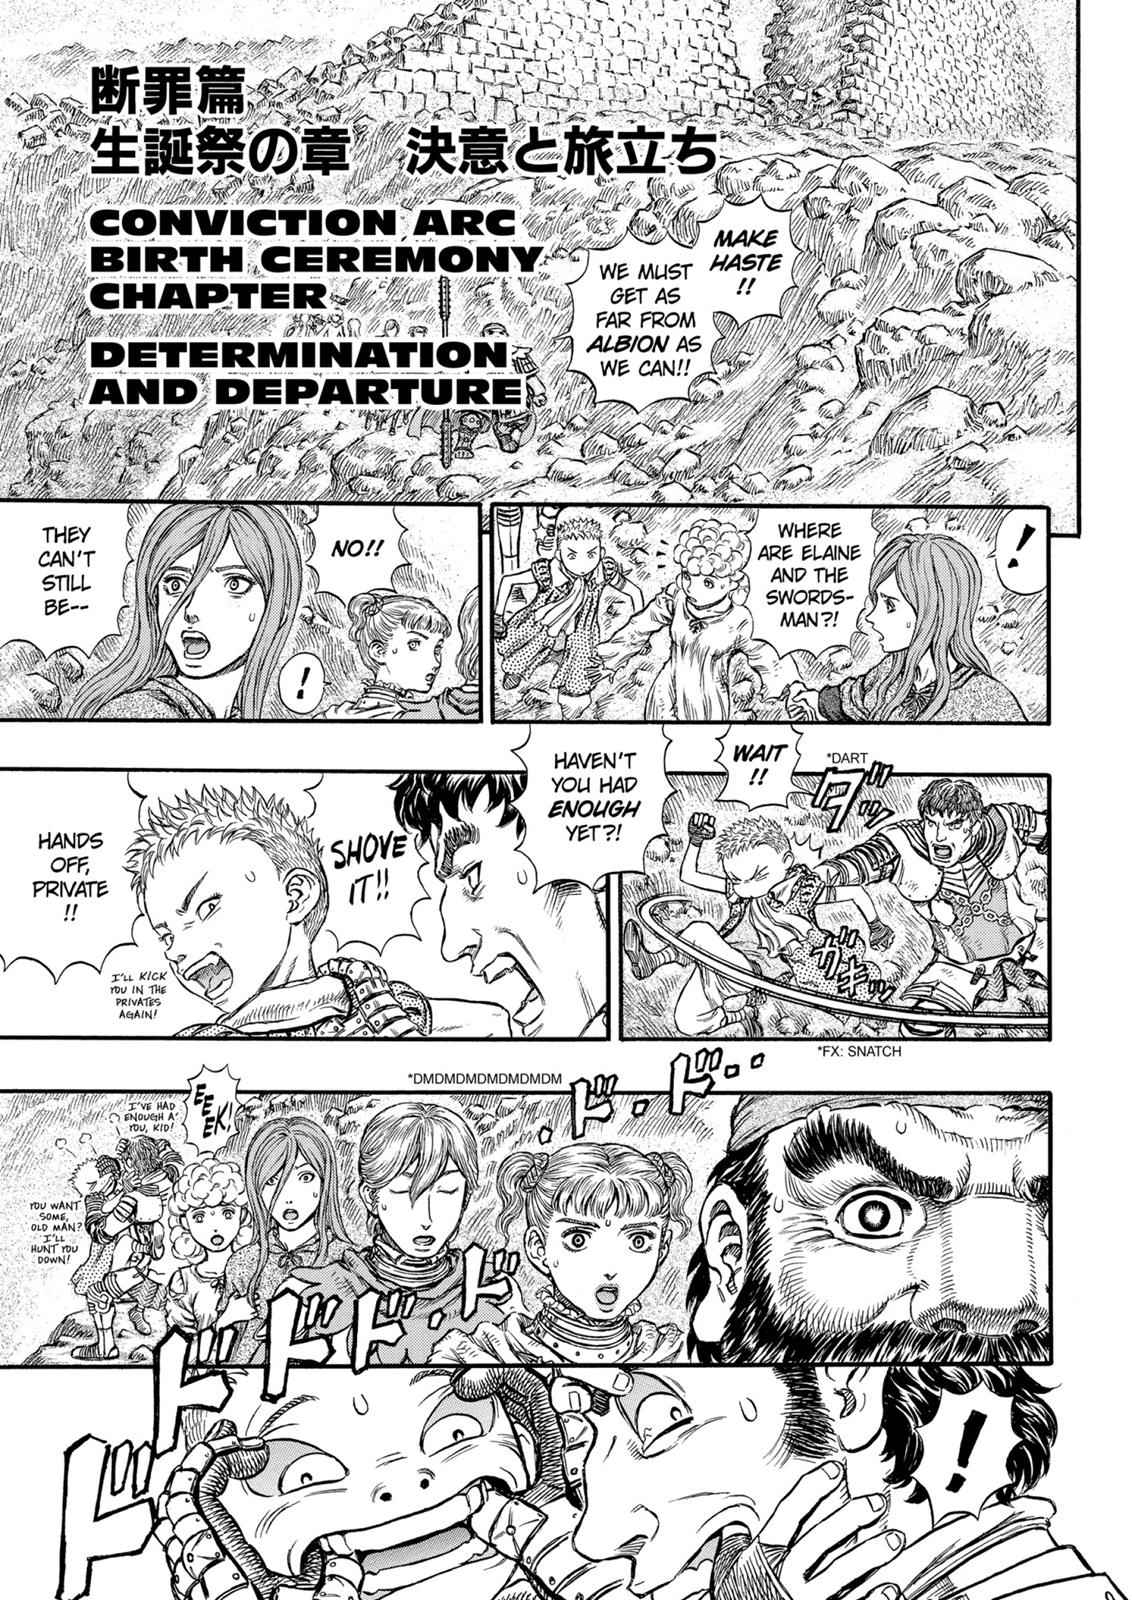 断罪篇
生誕祭の章　決意と旅立ち
CONVICTION ARC
BIRTH CEREMONY
CHAPTER
DETERMINATION
AND DEPARTURE
MAKE
HASTE
!!
WE MUST
GET AS
FAR FROM
ALBION AS
WE CAN!!
!
WHERE
ARE ELAINE
AND THE
SWORDS-
MAN?!
NO!!
!
THEY
CAN'T
STILL
BE--
*DART
ダッ
WAIT
!!
ガキッ
*FX: SNATCH
HAVEN'T
YOU HAD
ENOUGH
YET?!
SHOVE
IT!!
HANDS
OFF,
PRIVATE
!!
I'LL KICK
YOU IN THE
PRIVATES
AGAIN!
*DMDMDMDMDMDMDM
ド・ド・・
EEEEK!
I'VE HAD
ENOUGH A'
YOU, KID!
YOU WANT
SOME,
OLD MAN?
I'LL
HUNT YOU
DOWN!
ドドドドド
!